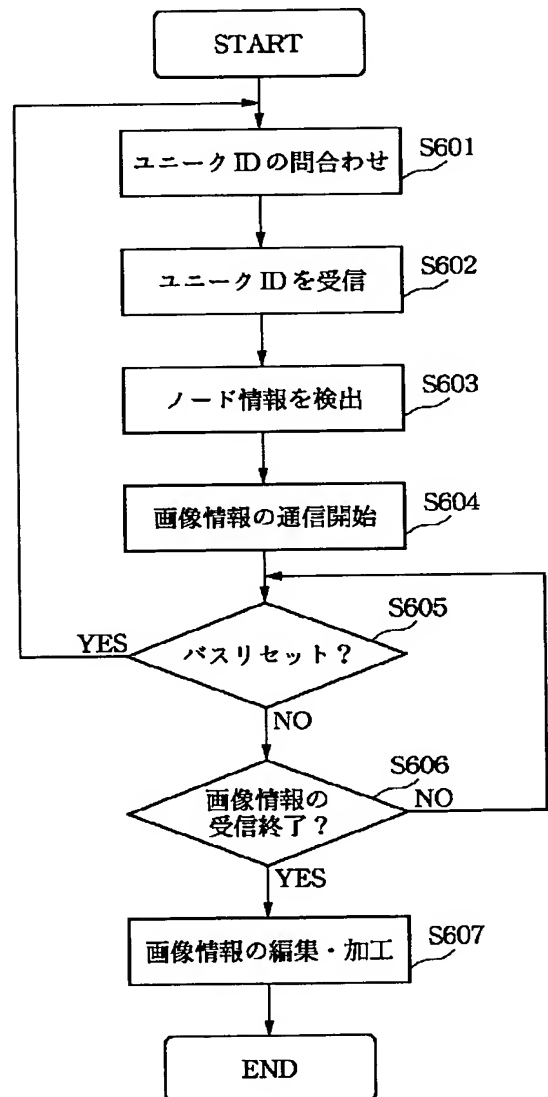 START
ユニークIDの問合わせ
S601
ユニークIDを受信
S602
ノード情報を検出
S603
画像情報の通信開始
S604
バスリセット?
S605
YES
NO
画像情報の
受信終了?
S606
NO
YES
画像情報の編集・加工
S607
END